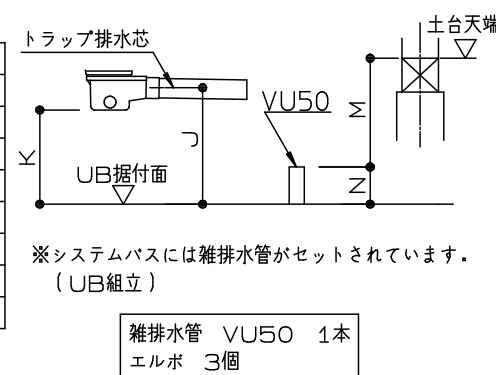 土台天端
トラップ排水芯
VU50
M
J
K
UB据付面
N
※システムバスには雑排水管がセットされています。
(UB組立)
雑排水管 VU50 1本
エルボ 3個